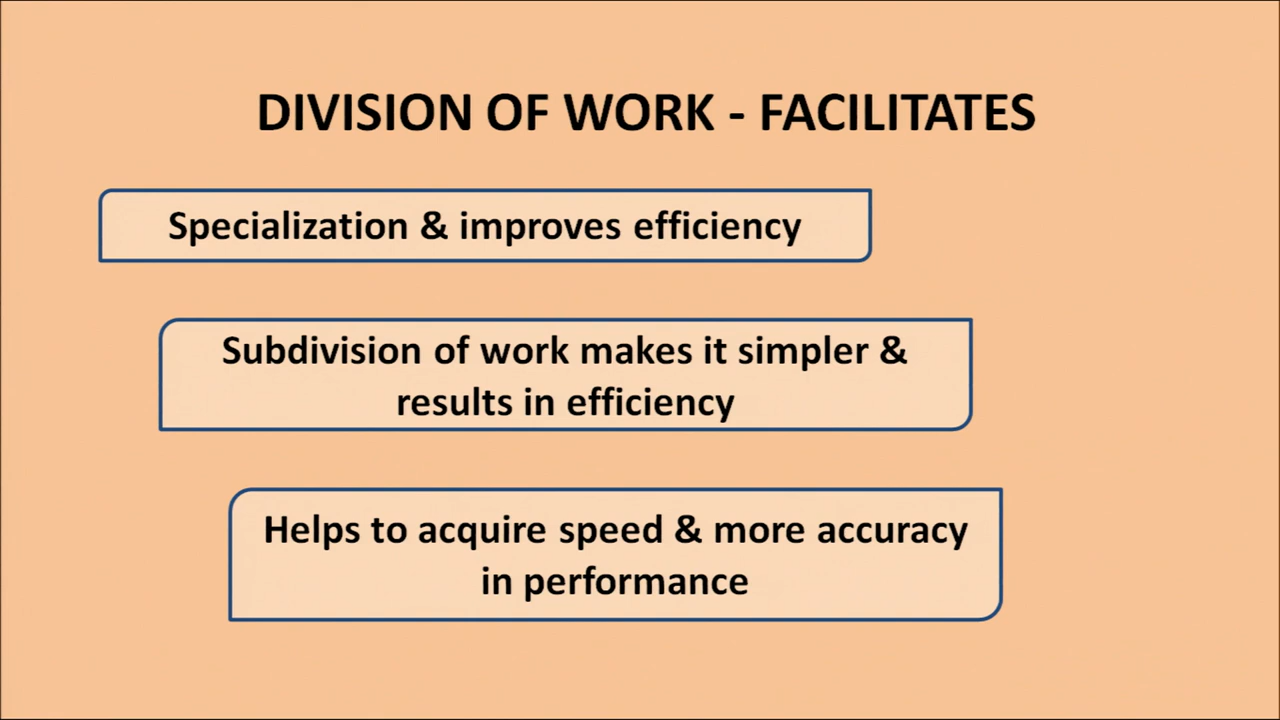 DIVISION OF WORK - FACILITATES
Specialization & improves efficiency
Subdivision of work makes it simpler &
results in efficiency
Helps to acquire speed & more accuracy
in performance